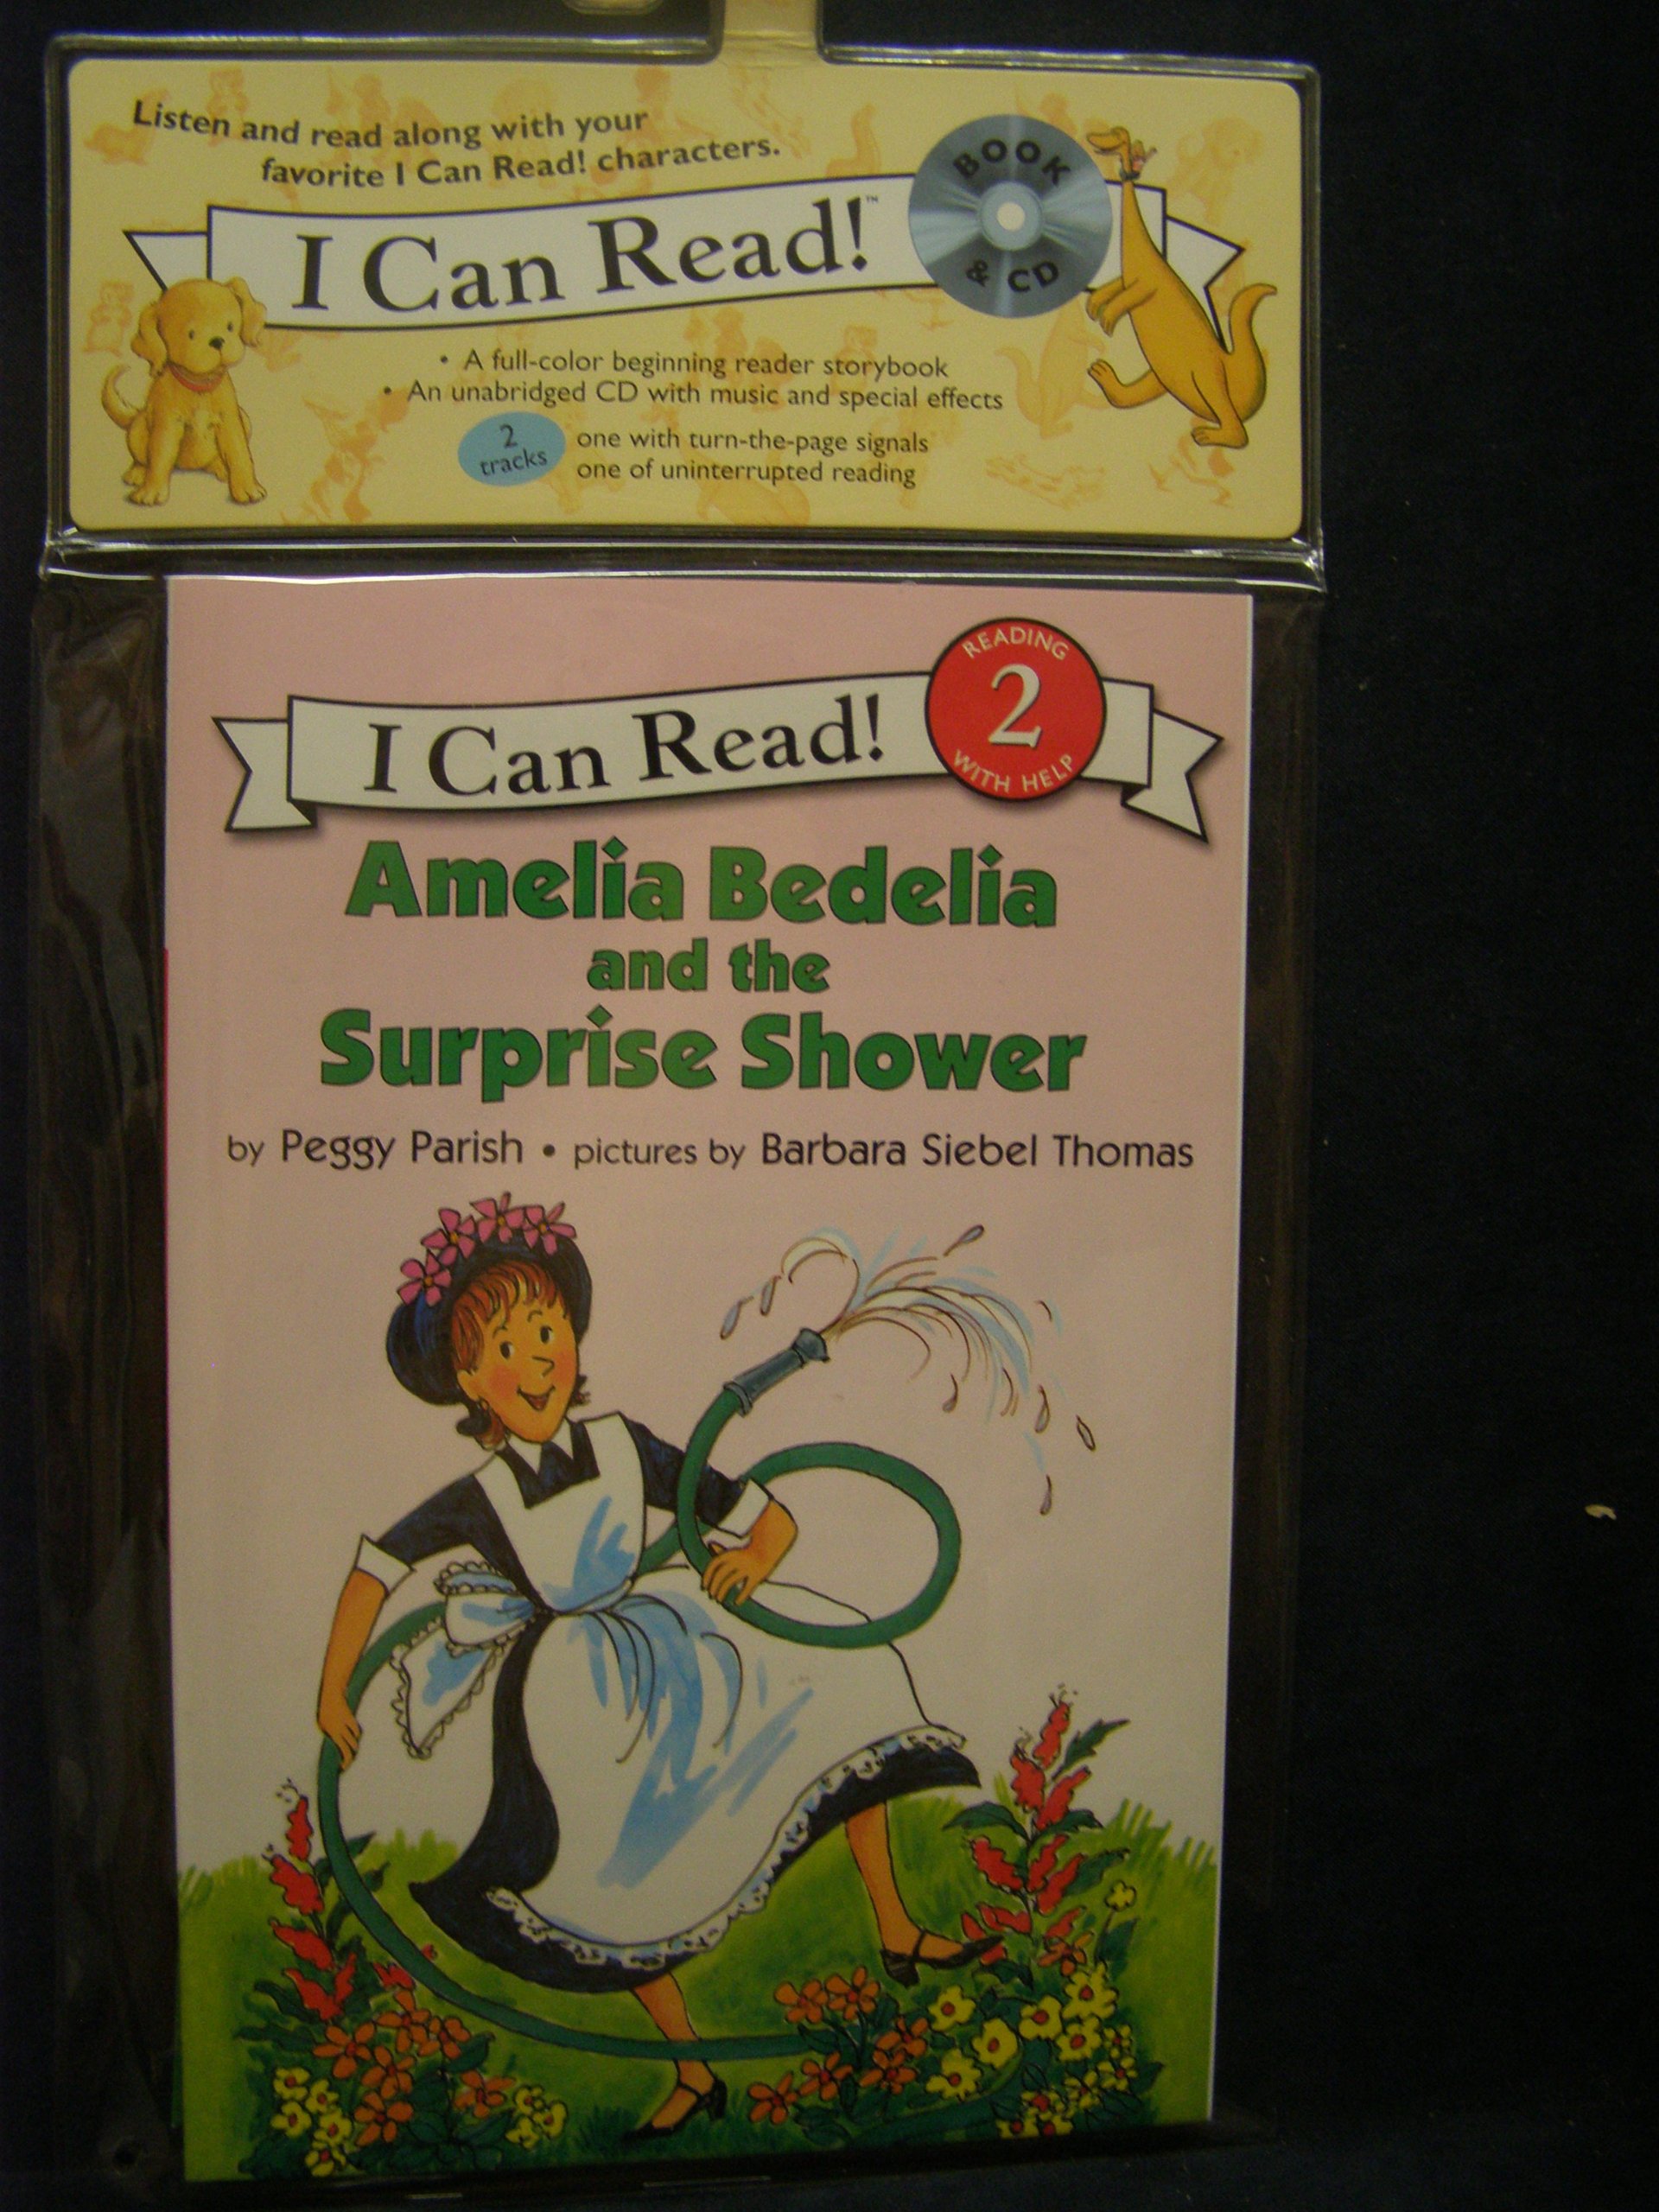 Listen and read along with your
favorite I Can Read! characters.
I Can Read!™
BOOK
& CD
• A full-color beginning reader storybook
• An unabridged CD with music and special effects
2
tracks
one with turn-the-page signals
one of uninterrupted reading
I Can Read!
READING
2
WITH HELP
Amelia Bedelia
and the
Surprise Shower
by Peggy Parish • pictures by Barbara Siebel Thomas